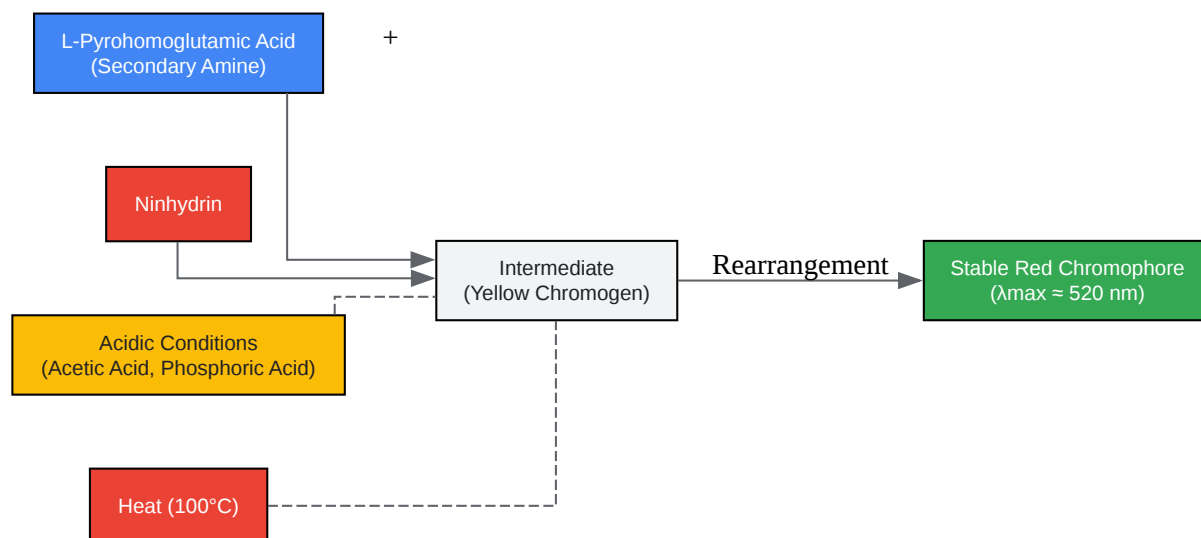 L-Pyrohomoglutamic Acid
(Secondary Amine)
+
Ninhydrin
Intermediate
(Yellow Chromogen)
Rearrangement
Stable Red Chromophore
(λmax ≈ 520 nm)
Acidic Conditions
(Acetic Acid, Phosphoric Acid)
Heat (100°C)